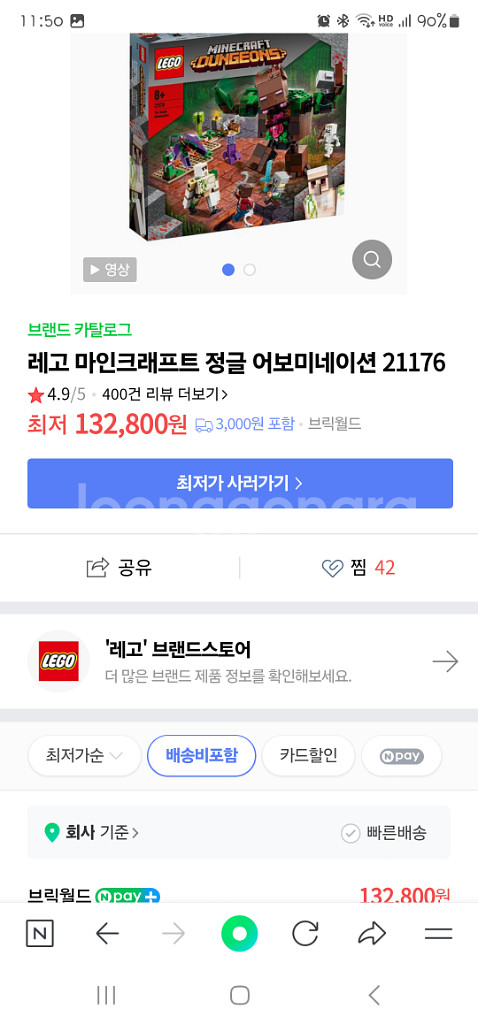 11:50 HD voice 90%
LEGO
MINECRAFT
DUNGEONS
8+
▶ 영상
브랜드 카탈로그
레고 마인크래프트 정글 어보미네이션 21176
4.9/5 · 400건 리뷰 더보기>
최저 132,800원 3,000원 포함 · 브릭월드
최저가 사러가기 >
joonggonara
공유
찜 42
LEGO
'레고' 브랜드스토어
더 많은 브랜드 제품 정보를 확인해보세요.
최저가순 배송비포함 카드할인 N pay
회사 기준> 빠른배송
브릭월드 N pay + 132,800원
N